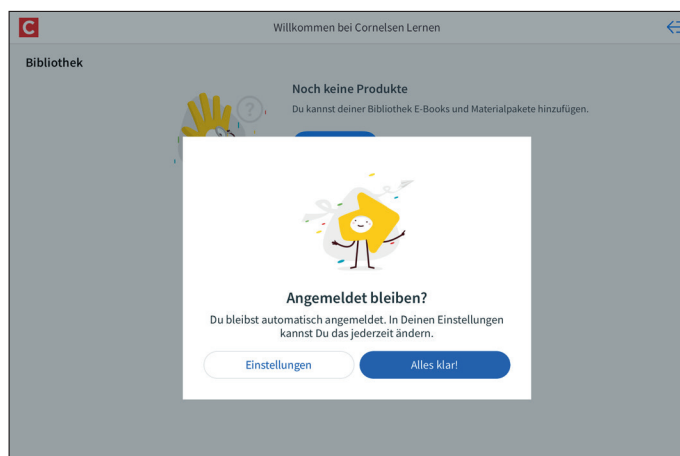 C
Willkommen bei Cornelsen Lernen
Bibliothek
Noch keine Produkte
Du kannst deiner Bibliothek E-Books und Materialpakete hinzufügen.
?
Angemeldet bleiben?
Du bleibst automatisch angemeldet. In Deinen Einstellungen
kannst Du das jederzeit ändern.
Einstellungen
Alles klar!